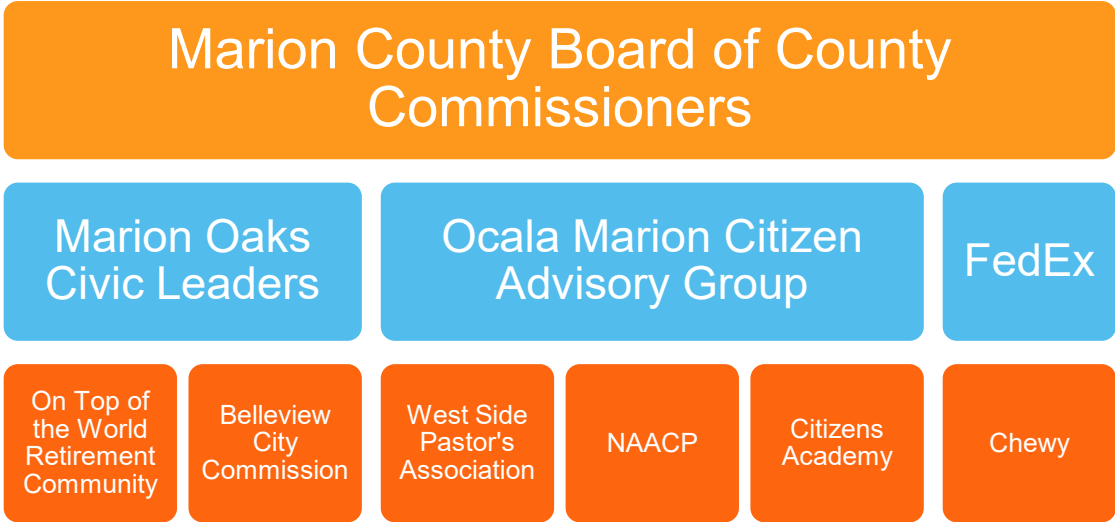 Marion County Board of County
Commissioners
Marion Oaks
Civic Leaders
Ocala Marion Citizen
Advisory Group
FedEx
On Top of
the World
Retirement
Community
Belleview
City
Commission
West Side
Pastor's
Association
NAACP
Citizens
Academy
Chewy